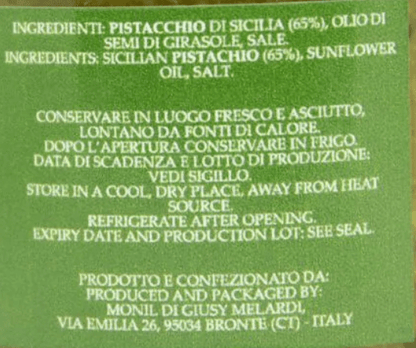 INGREDIENTI: PISTACCHIO DI SICILIA (65%), OLIO DI
SEMI DI GIRASOLE, SALE.
INGREDIENTS: SICILIAN PISTACHIO (65%), SUNFLOWER
OIL, SALT.
CONSERVARE IN LUOGO FRESCO E ASCIUTTO,
LONTANO DA FONTI DI CALORE.
DOPO L'APERTURA CONSERVARE IN FRIGO.
DATA DI SCADENZA E LOTTO DI PRODUZIONE:
VEDI SIGILLO.
STORE IN A COOL, DRY PLACE, AWAY FROM HEAT
SOURCE.
REFRIGERATE AFTER OPENING.
EXPIRY DATE AND PRODUCTION LOT: SEE SEAL.
PRODOTTO E CONFEZIONATO DA:
PRODUCED AND PACKAGED BY:
MONIL DI GIUSY MELARDI,
VIA EMILIA 26, 95034 BRONTE (CT) - ITALY